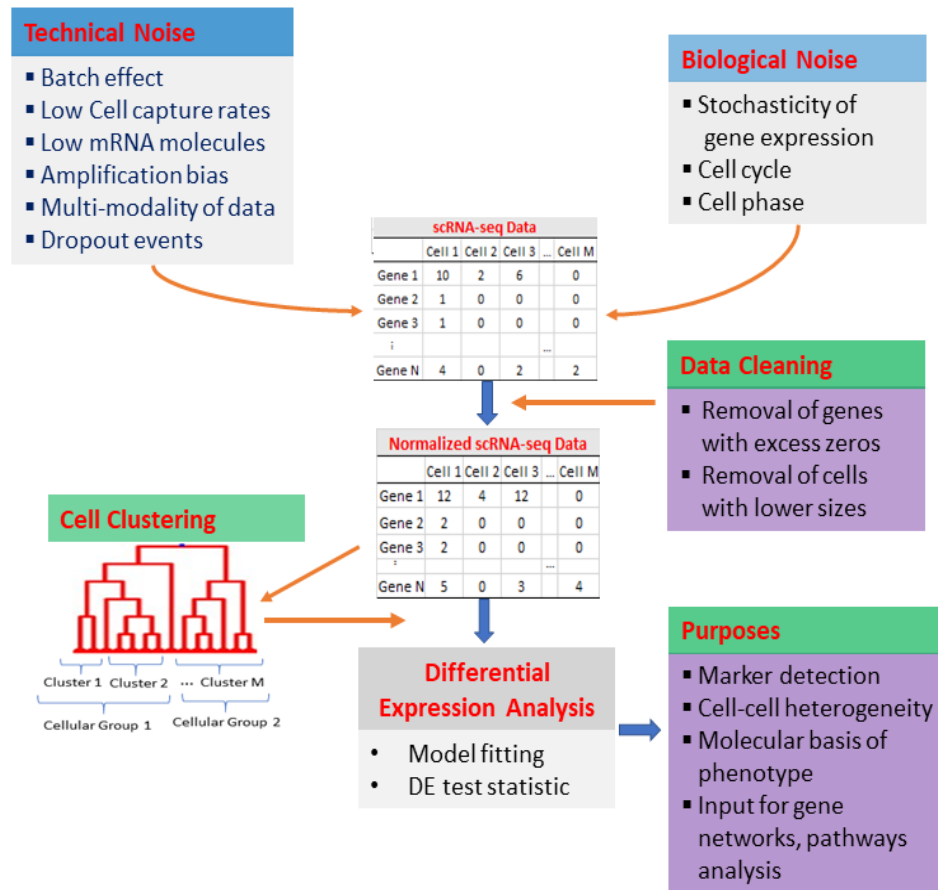 Technical Noise
▪ Batch effect
▪ Low Cell capture rates
▪ Low mRNA molecules
▪ Amplification bias
▪ Multi-modality of data
▪ Dropout events
Biological Noise
▪ Stochasticity of
gene expression
▪ Cell cycle
▪ Cell phase
scRNA-seq Data
Cell 1 Cell 2 Cell 3 ... Cell M
Gene 1 10 2 6 0
Gene 2 1 0 0 0
Gene 3 1 0 0 0
⋮ ...
Gene N 4 0 2 2
Data Cleaning
▪ Removal of genes
with excess zeros
▪ Removal of cells
with lower sizes
Normalized scRNA-seq Data
Cell 1 Cell 2 Cell 3 ... Cell M
Gene 1 12 4 12 0
Gene 2 2 0 0 0
Gene 3 2 0 0 0
⋮ ...
Gene N 5 0 3 4
Cell Clustering
Cluster 1 Cluster 2 ... Cluster M
Cellular Group 1 Cellular Group 2
Differential
Expression Analysis
• Model fitting
• DE test statistic
Purposes
▪ Marker detection
▪ Cell-cell heterogeneity
▪ Molecular basis of
phenotype
▪ Input for gene
networks, pathways
analysis